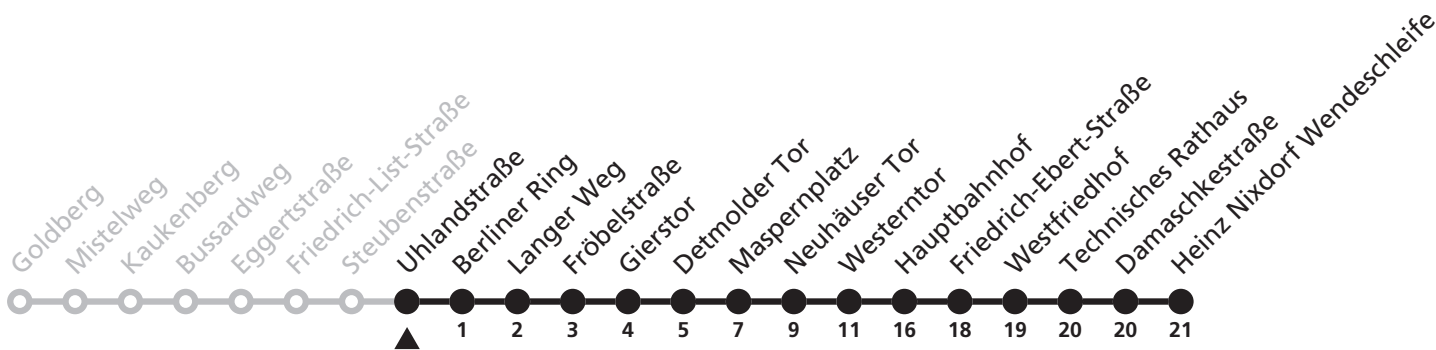 Goldberg
Mistelweg
Kaukenberg
Bussardweg
Eggertstraße
Friedrich-List-Straße
Steubenstraße
Uhlandstraße
Berliner Ring
Langer Weg
Fröbelstraße
Gierstor
Detmolder Tor
Maspernplatz
Neuhäuser Tor
Westerntor
Hauptbahnhof
Friedrich-Ebert-Straße
Westfriedhof
Technisches Rathaus
Damaschkestraße
Heinz Nixdorf Wendeschleife
1 2 3 4 5 7 9 11 16 18 19 20 20 21